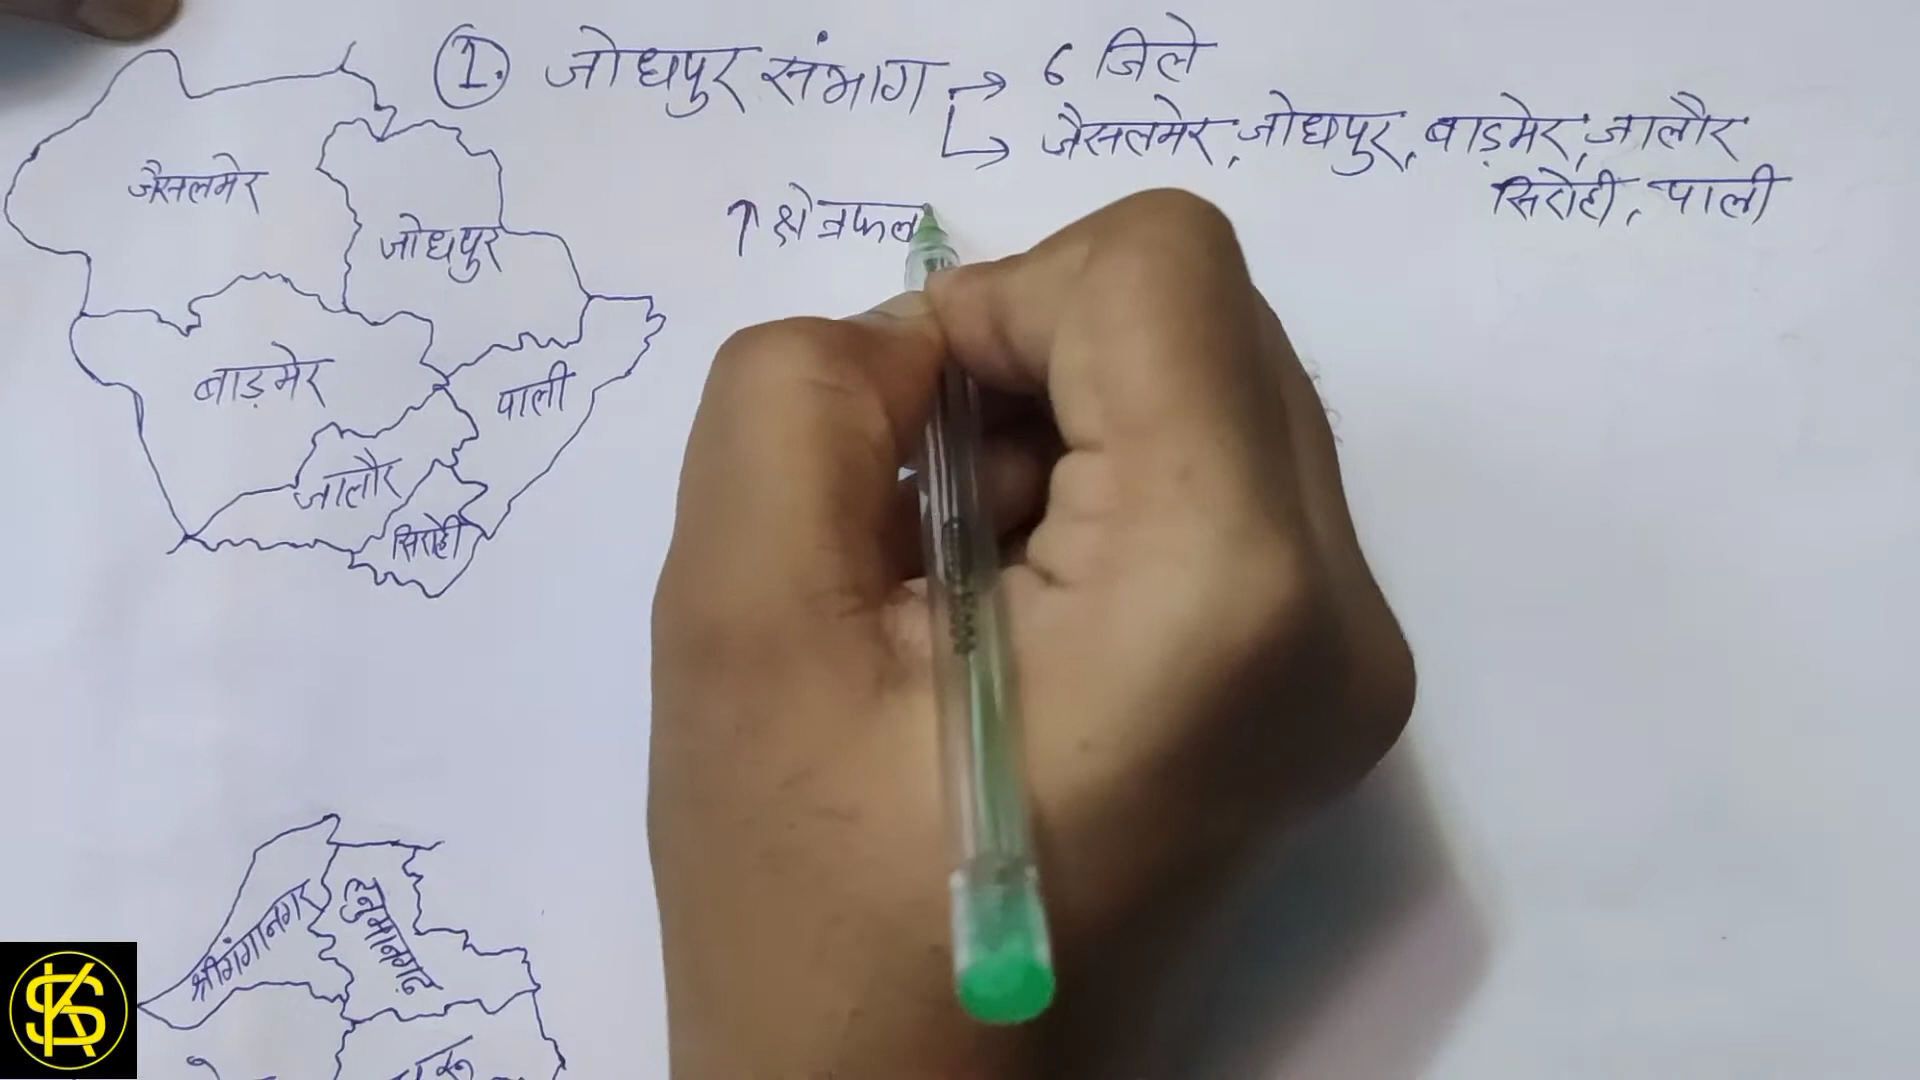 1. जोधपुर संभाग → 6 जिले
→ जैसलमेर, जोधपुर, बाड़मेर, जालौर
सिरोही, पाली
↑ क्षेत्रफल
जैसलमेर
जोधपुर
बाड़मेर
पाली
जालौर
सिरोही
श्रीगंगानगर
हनुमानगढ़